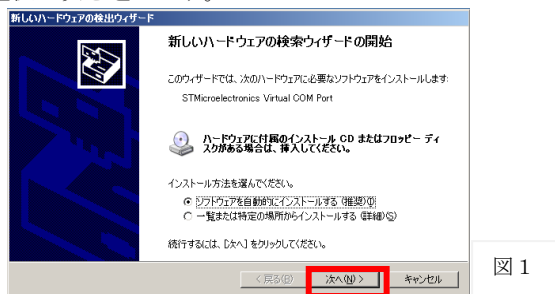 新しいハードウェアの検出ウィザード
新しいハードウェアの検索ウィザードの開始
このウィザードでは、次のハードウェアに必要なソフトウェアをインストールします:
STMicroelectronics Virtual COM Port
ハードウェアに付属のインストール CD またはフロッピー ディ
スクがある場合は、挿入してください。
インストール方法を選んでください。
ソフトウェアを自動的にインストールする (推奨)(I)
一覧または特定の場所からインストールする (詳細)(S)
続行するには、[次へ] をクリックしてください。
< 戻る(B)
次へ(N) >
キャンセル
図 1